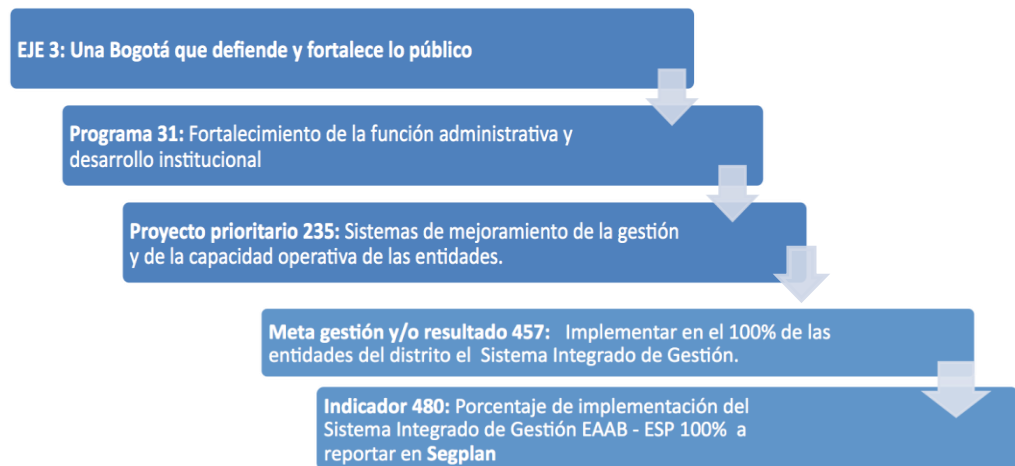 EJE 3: Una Bogotá que defiende y fortalece lo público
Programa 31: Fortalecimiento de la función administrativa y
desarrollo institucional
Proyecto prioritario 235: Sistemas de mejoramiento de la gestión
y de la capacidad operativa de las entidades.
Meta gestión y/o resultado 457: Implementar en el 100% de las
entidades del distrito el Sistema Integrado de Gestión.
Indicador 480: Porcentaje de implementación del
Sistema Integrado de Gestión EAAB - ESP 100% a
reportar en Segplan